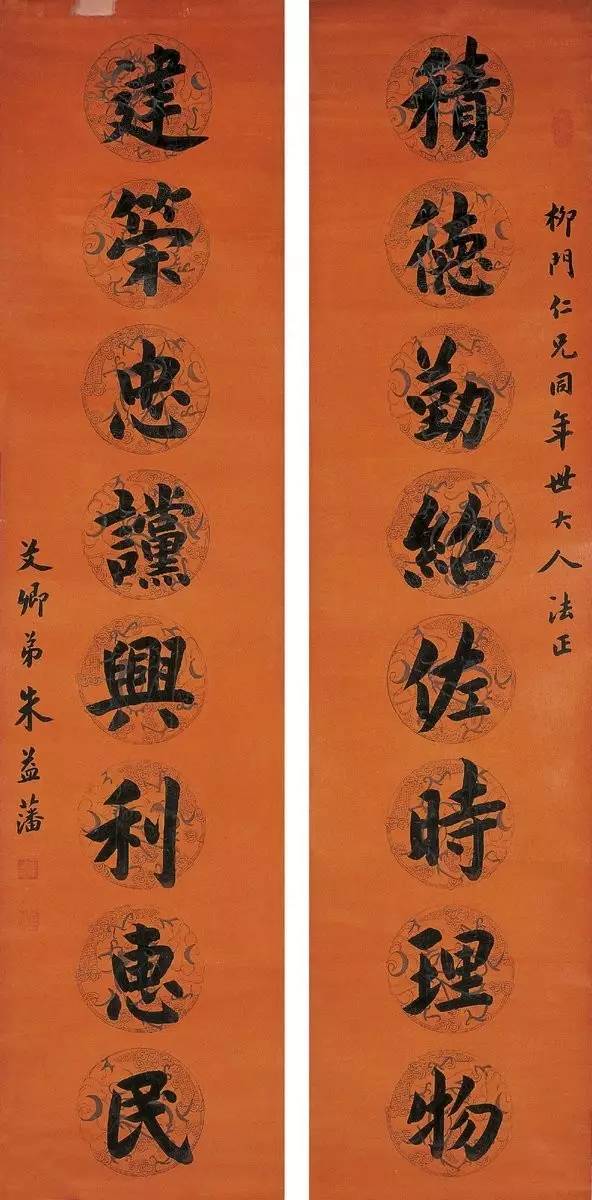 柳門仁兄同年世大人法正
積德勤紹佐時理物
建策忠讜興利惠民
艾卿弟朱益藩